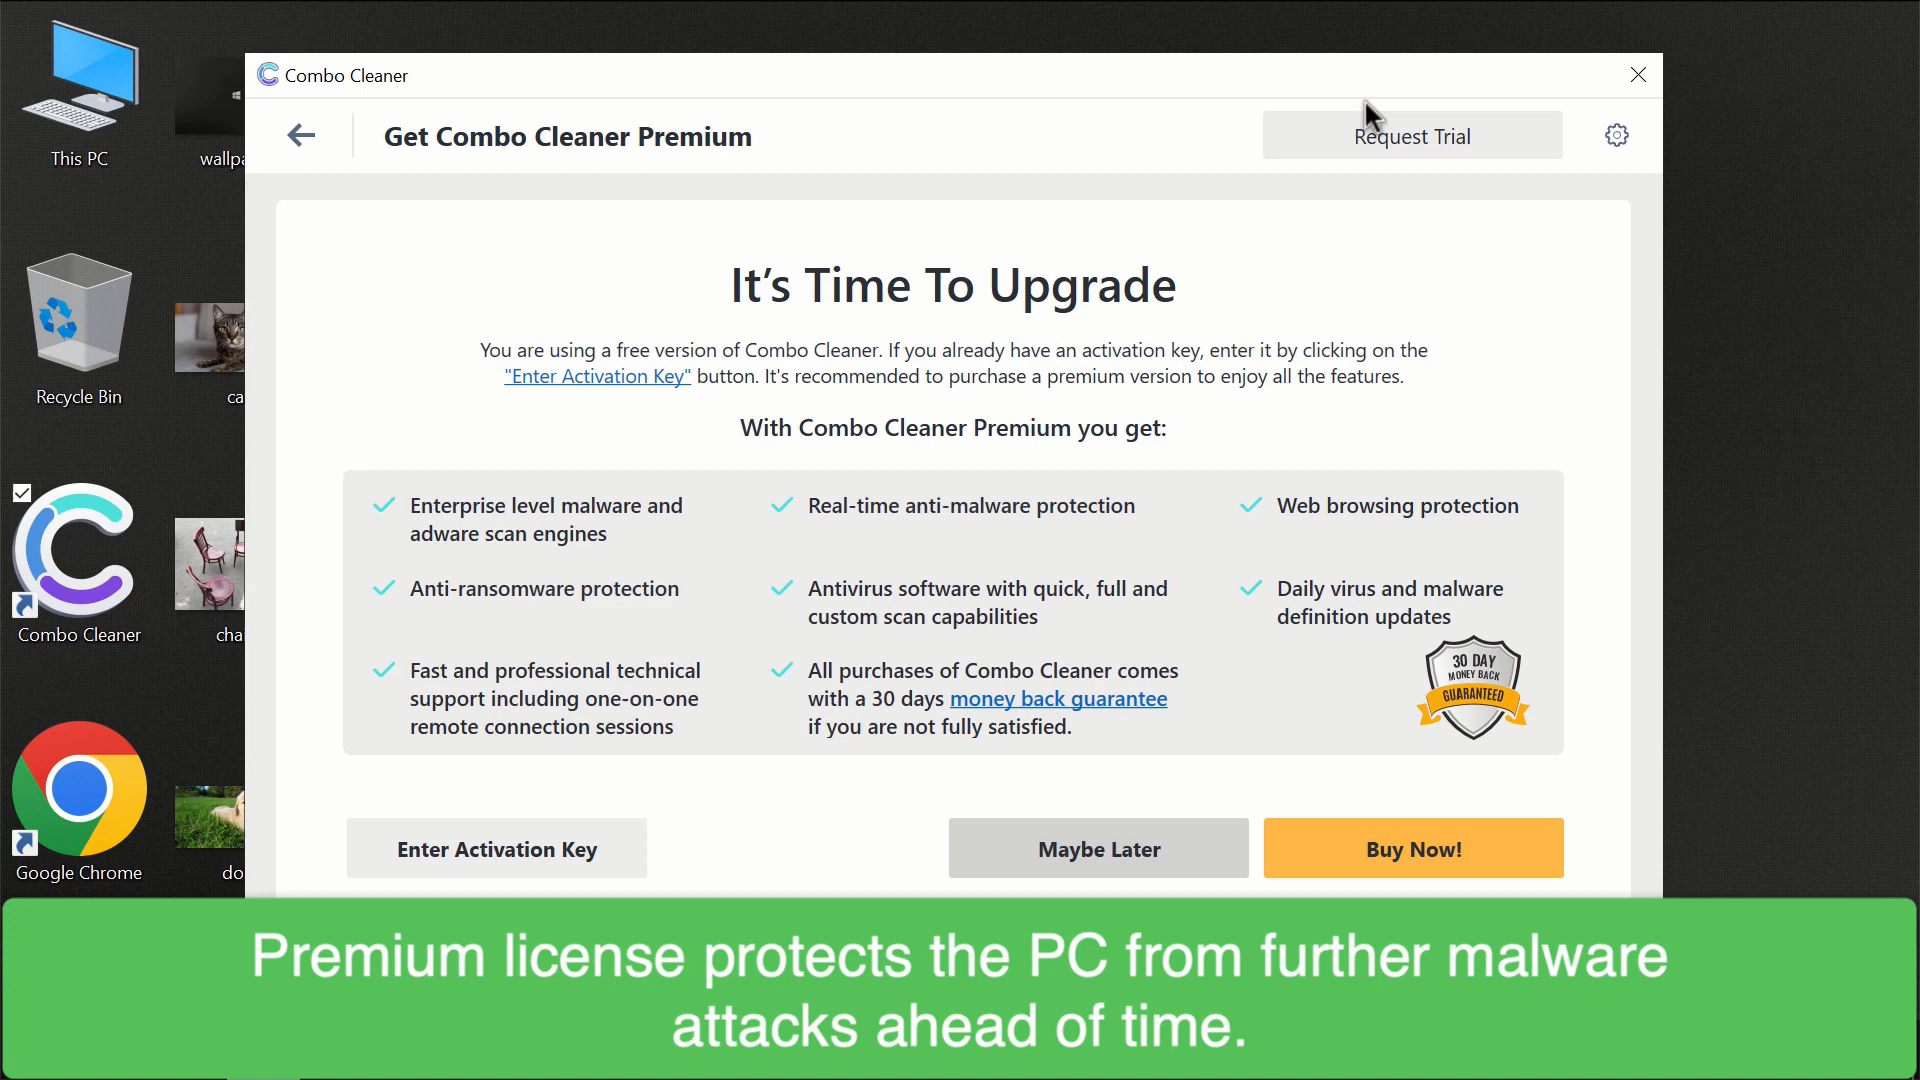 Combo Cleaner
Get Combo Cleaner Premium
Request Trial
This PC
wallpa
It's Time To Upgrade
You are using a free version of Combo Cleaner. If you already have an activation key, enter it by clicking on the
"Enter Activation Key" button. It's recommended to purchase a premium version to enjoy all the features.
Recycle Bin
ca
With Combo Cleaner Premium you get:
Enterprise level malware and
adware scan engines
Real-time anti-malware protection
Web browsing protection
Anti-ransomware protection
Antivirus software with quick, full and
custom scan capabilities
Daily virus and malware
definition updates
Combo Cleaner
chai
Fast and professional technical
support including one-on-one
remote connection sessions
All purchases of Combo Cleaner comes
with a 30 days money back guarantee
if you are not fully satisfied.
30 DAY
MONEY BACK
GUARANTEED
Enter Activation Key
Maybe Later
Buy Now!
Google Chrome
do
Premium license protects the PC from further malware
attacks ahead of time.